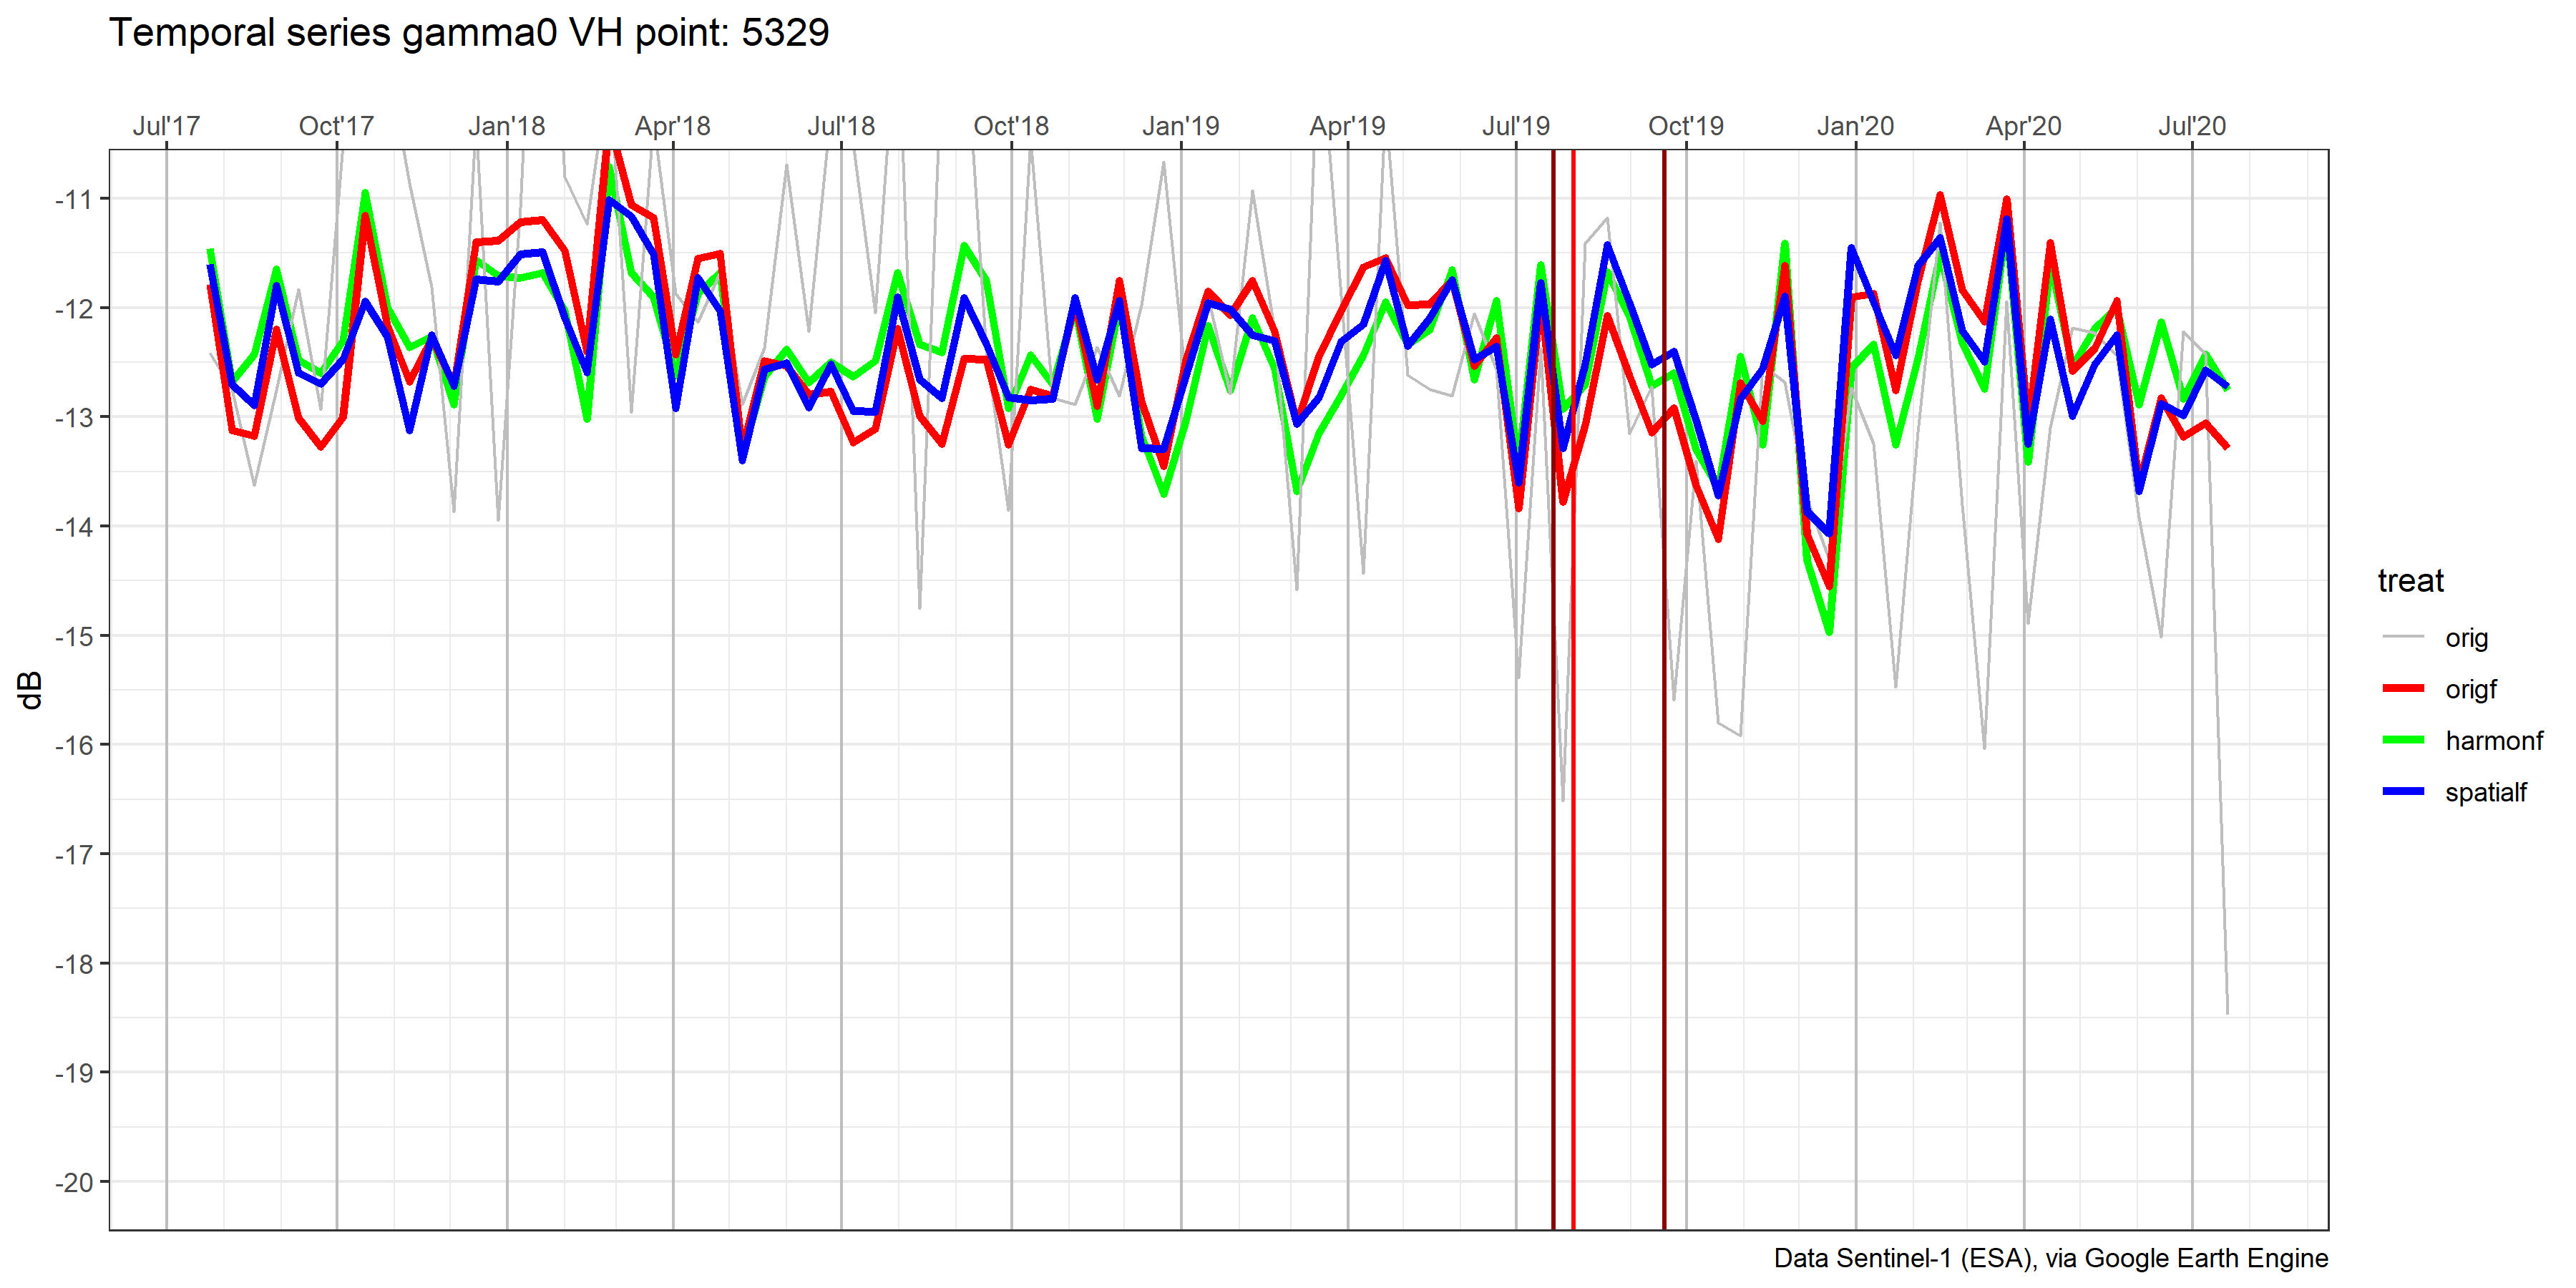 Temporal series gamma0 VH point: 5329
Jul'17 Oct'17 Jan'18 Apr'18 Jul'18 Oct'18 Jan'19 Apr'19 Jul'19 Oct'19 Jan'20 Apr'20 Jul'20
-11
-12
-13
-14
-15
-16
-17
-18
-19
-20
dB
treat
orig
origf
harmonf
spatialf
Data Sentinel-1 (ESA), via Google Earth Engine